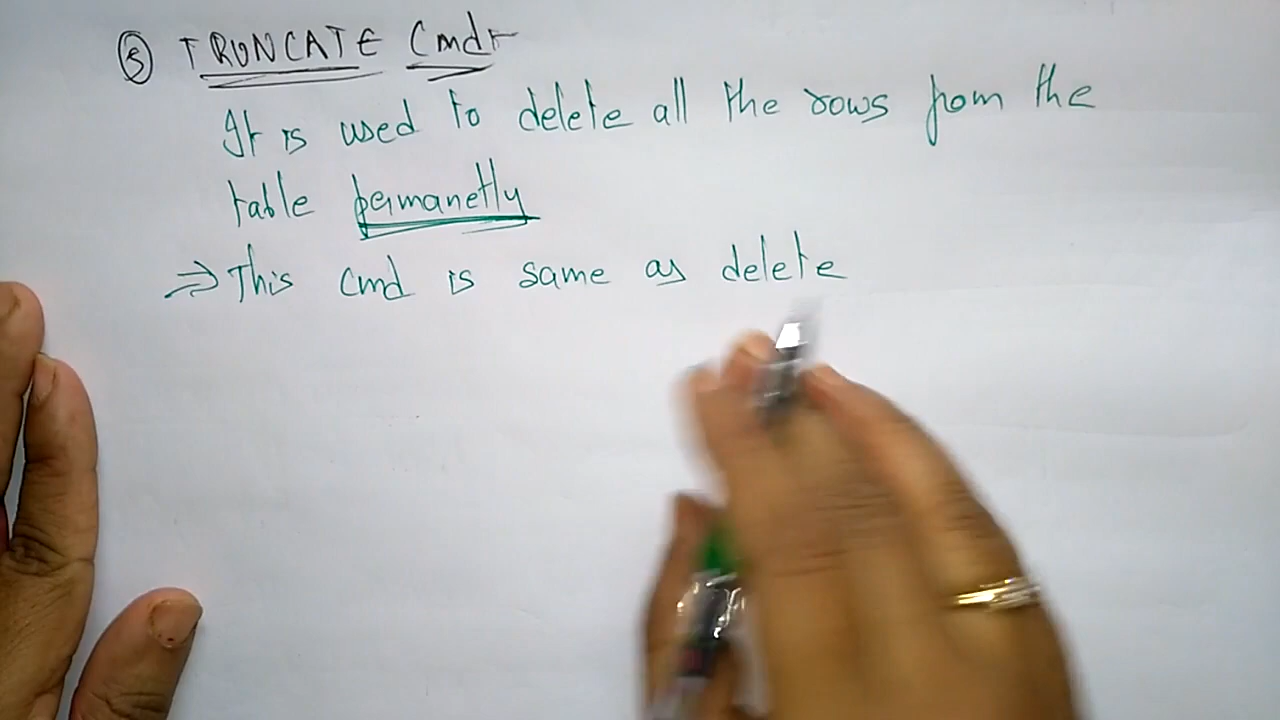 ⑤ TRUNCATE Cmd:-
It is used to delete all the rows from the
table permanetly
⇒ This cmd is same as delete